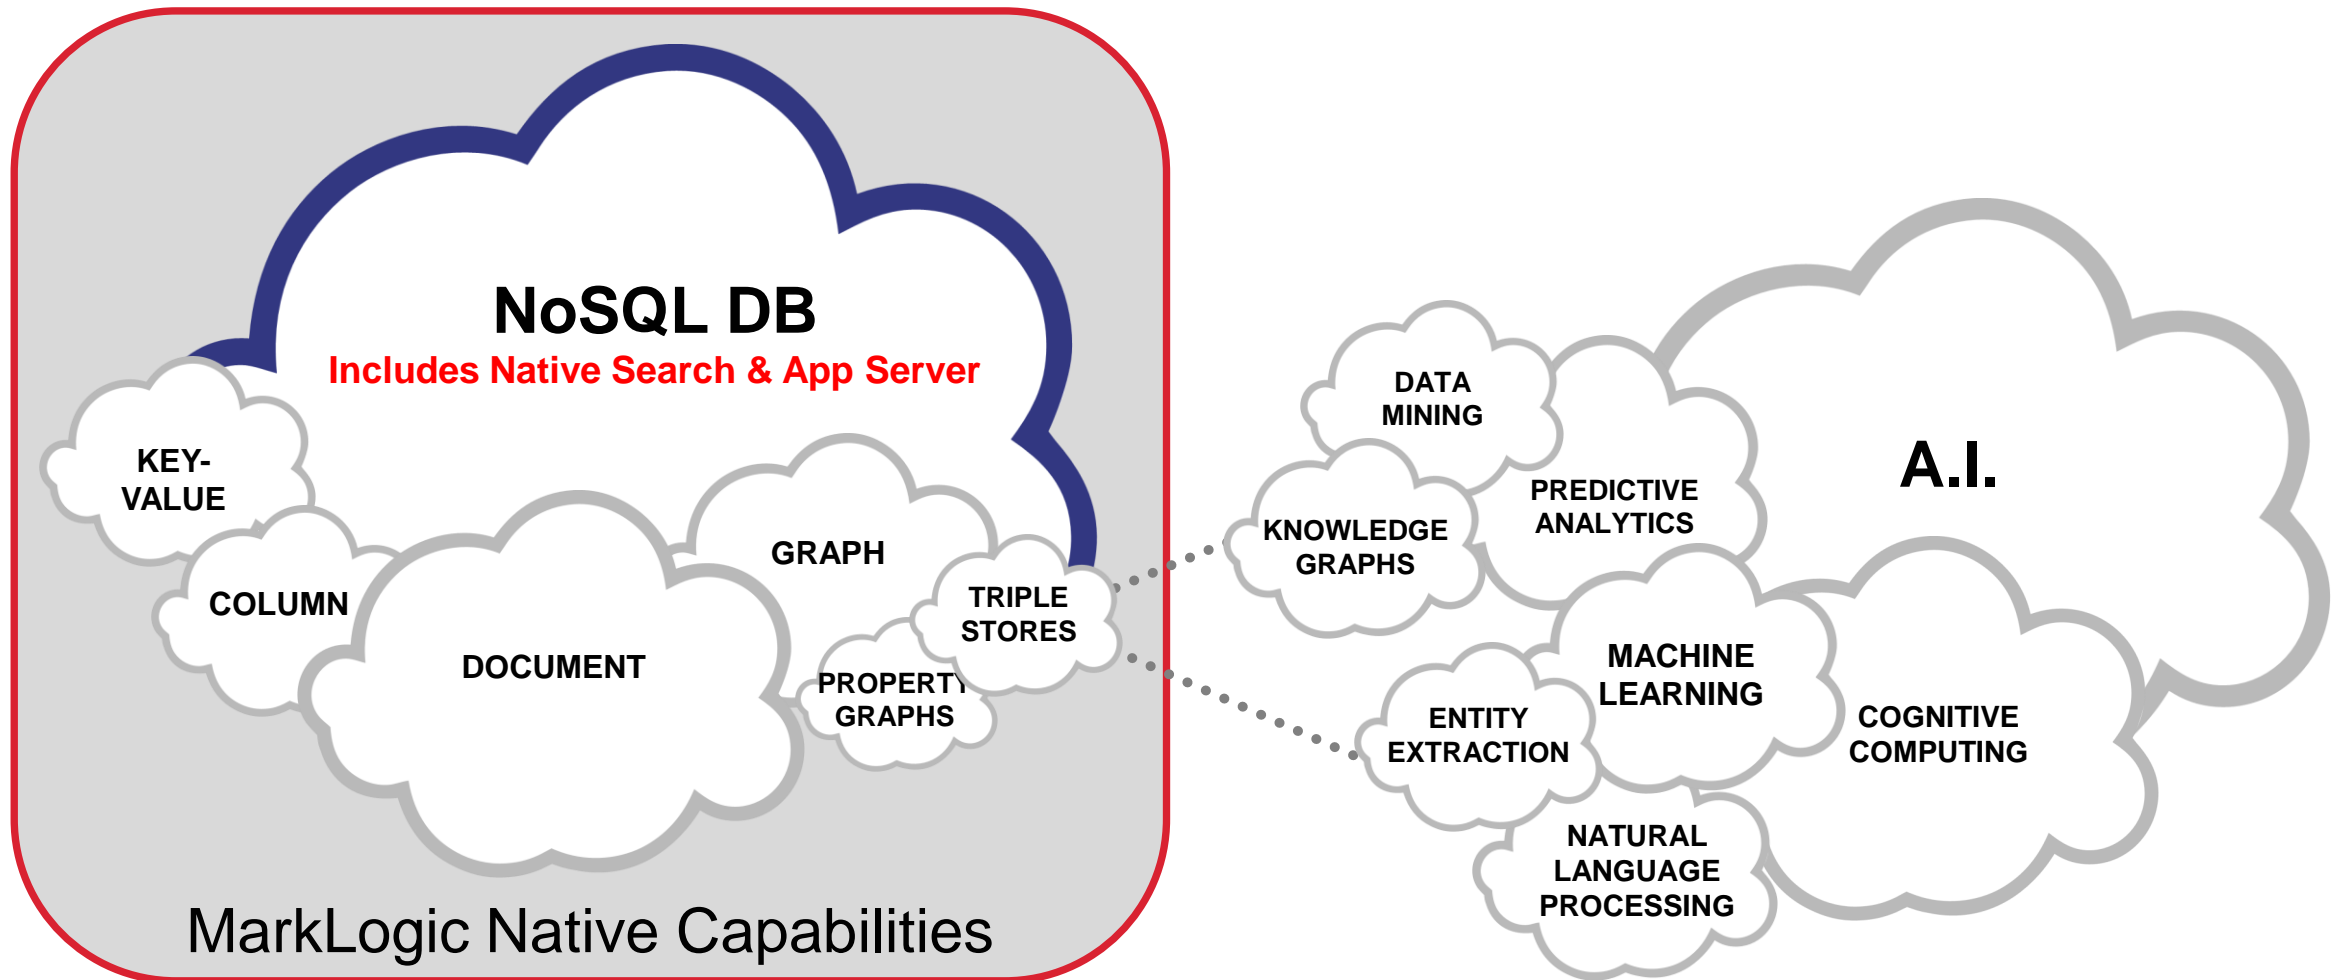 NoSQL DB
Includes Native Search & App Server
KEY-
VALUE
COLUMN
DOCUMENT
GRAPH
TRIPLE
STORES
PROPERTY
GRAPHS
MarkLogic Native Capabilities
DATA
MINING
KNOWLEDGE
GRAPHS
PREDICTIVE
ANALYTICS
A.I.
MACHINE
LEARNING
ENTITY
EXTRACTION
COGNITIVE
COMPUTING
NATURAL
LANGUAGE
PROCESSING